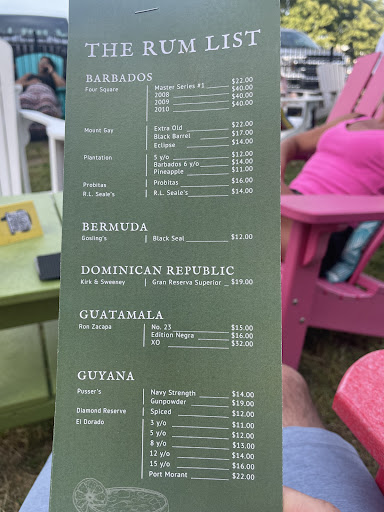 THE RUM LIST
BARBADOS
Four Square Master Series #1 $22.00
2008 $40.00
2009 $40.00
2010 $40.00
Mount Gay Extra Old $22.00
Black Barrel $17.00
Eclipse $14.00
Plantation 5 y/o $12.00
Barbados 6 y/o $14.00
Pineapple $11.00
Probitas Probitas $16.00
R.L. Seale's R.L. Seale's $14.00
BERMUDA
Gosling's Black Seal $12.00
DOMINICAN REPUBLIC
Kirk & Sweeney Gran Reserva Superior $19.00
GUATAMALA
Ron Zacapa No. 23 $15.00
Edition Negra $16.00
XO $32.00
GUYANA
Pusser's Navy Strength $14.00
Gunpowder $19.00
Diamond Reserve Spiced $12.00
El Dorado 3 y/o $11.00
5 y/o $12.00
8 y/o $13.00
12 y/o $14.00
15 y/o $16.00
Port Morant $22.00